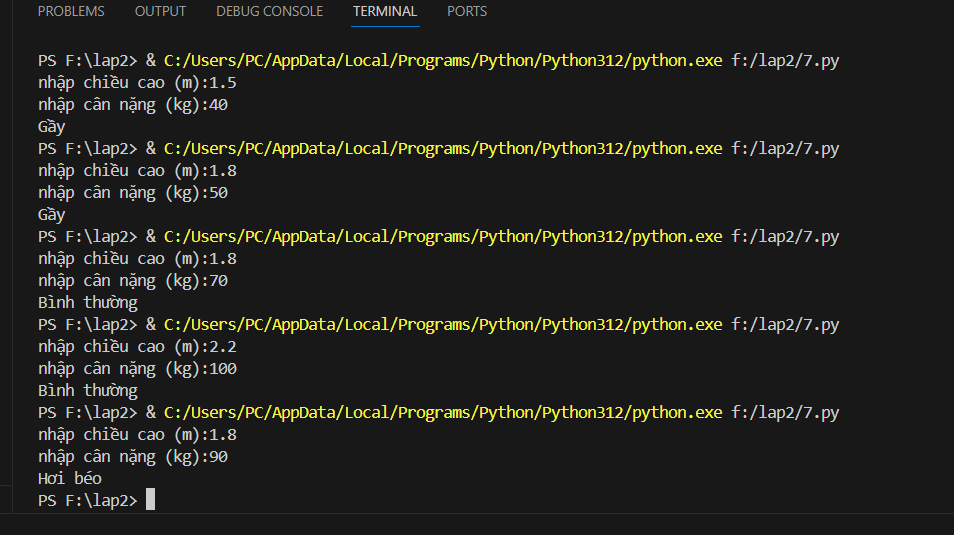 PROBLEMS OUTPUT DEBUG CONSOLE TERMINAL PORTS
PS F:\lap2> & C:/Users/PC/AppData/Local/Programs/Python/Python312/python.exe f:/lap2/7.py
nhập chiều cao (m):1.5
nhập cân nặng (kg):40
Gầy
PS F:\lap2> & C:/Users/PC/AppData/Local/Programs/Python/Python312/python.exe f:/lap2/7.py
nhập chiều cao (m):1.8
nhập cân nặng (kg):50
Gầy
PS F:\lap2> & C:/Users/PC/AppData/Local/Programs/Python/Python312/python.exe f:/lap2/7.py
nhập chiều cao (m):1.8
nhập cân nặng (kg):70
Bình thường
PS F:\lap2> & C:/Users/PC/AppData/Local/Programs/Python/Python312/python.exe f:/lap2/7.py
nhập chiều cao (m):2.2
nhập cân nặng (kg):100
Bình thường
PS F:\lap2> & C:/Users/PC/AppData/Local/Programs/Python/Python312/python.exe f:/lap2/7.py
nhập chiều cao (m):1.8
nhập cân nặng (kg):90
Hơi béo
PS F:\lap2>